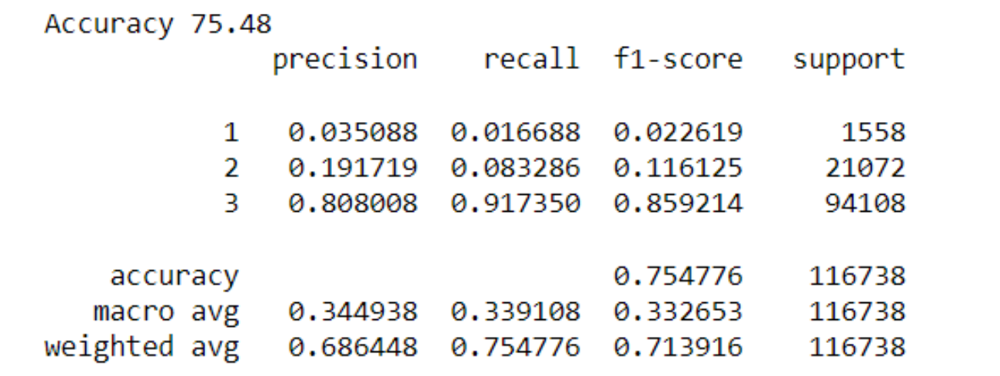 Accuracy 75.48
precision recall f1-score support
1 0.035088 0.016688 0.022619 1558
2 0.191719 0.083286 0.116125 21072
3 0.808008 0.917350 0.859214 94108
accuracy 0.754776 116738
macro avg 0.344938 0.339108 0.332653 116738
weighted avg 0.686448 0.754776 0.713916 116738